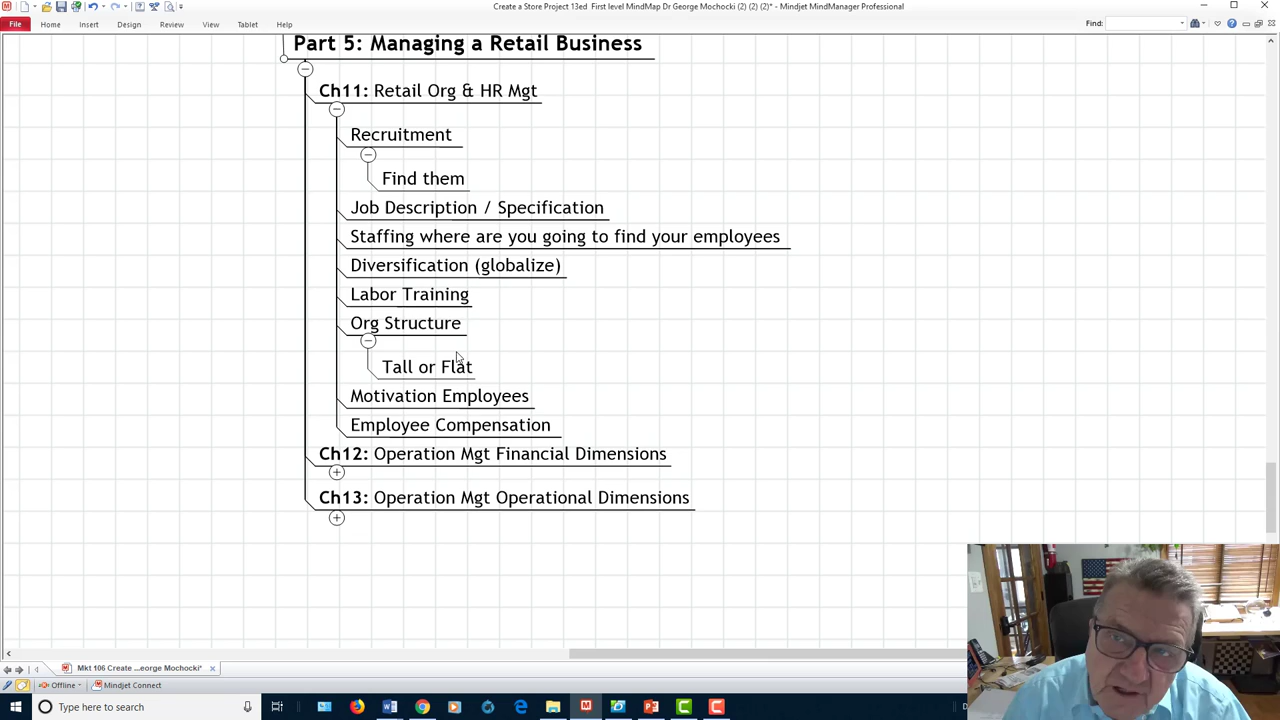 Create a Store Project 13ed First level MindMap Dr George Mochocki (2) (2) (2)* - Mindjet MindManager Professional
File Home Insert Design Review View Tablet Help
Find:
Part 5: Managing a Retail Business
Ch11: Retail Org & HR Mgt
Recruitment
Find them
Job Description / Specification
Staffing where are you going to find your employees
Diversification (globalize)
Labor Training
Org Structure
Tall or Flat
Motivation Employees
Employee Compensation
Ch12: Operation Mgt Financial Dimensions
Ch13: Operation Mgt Operational Dimensions
Mkt 106 Create ...eorge Mochocki*
Offline Mindjet Connect
Type here to search